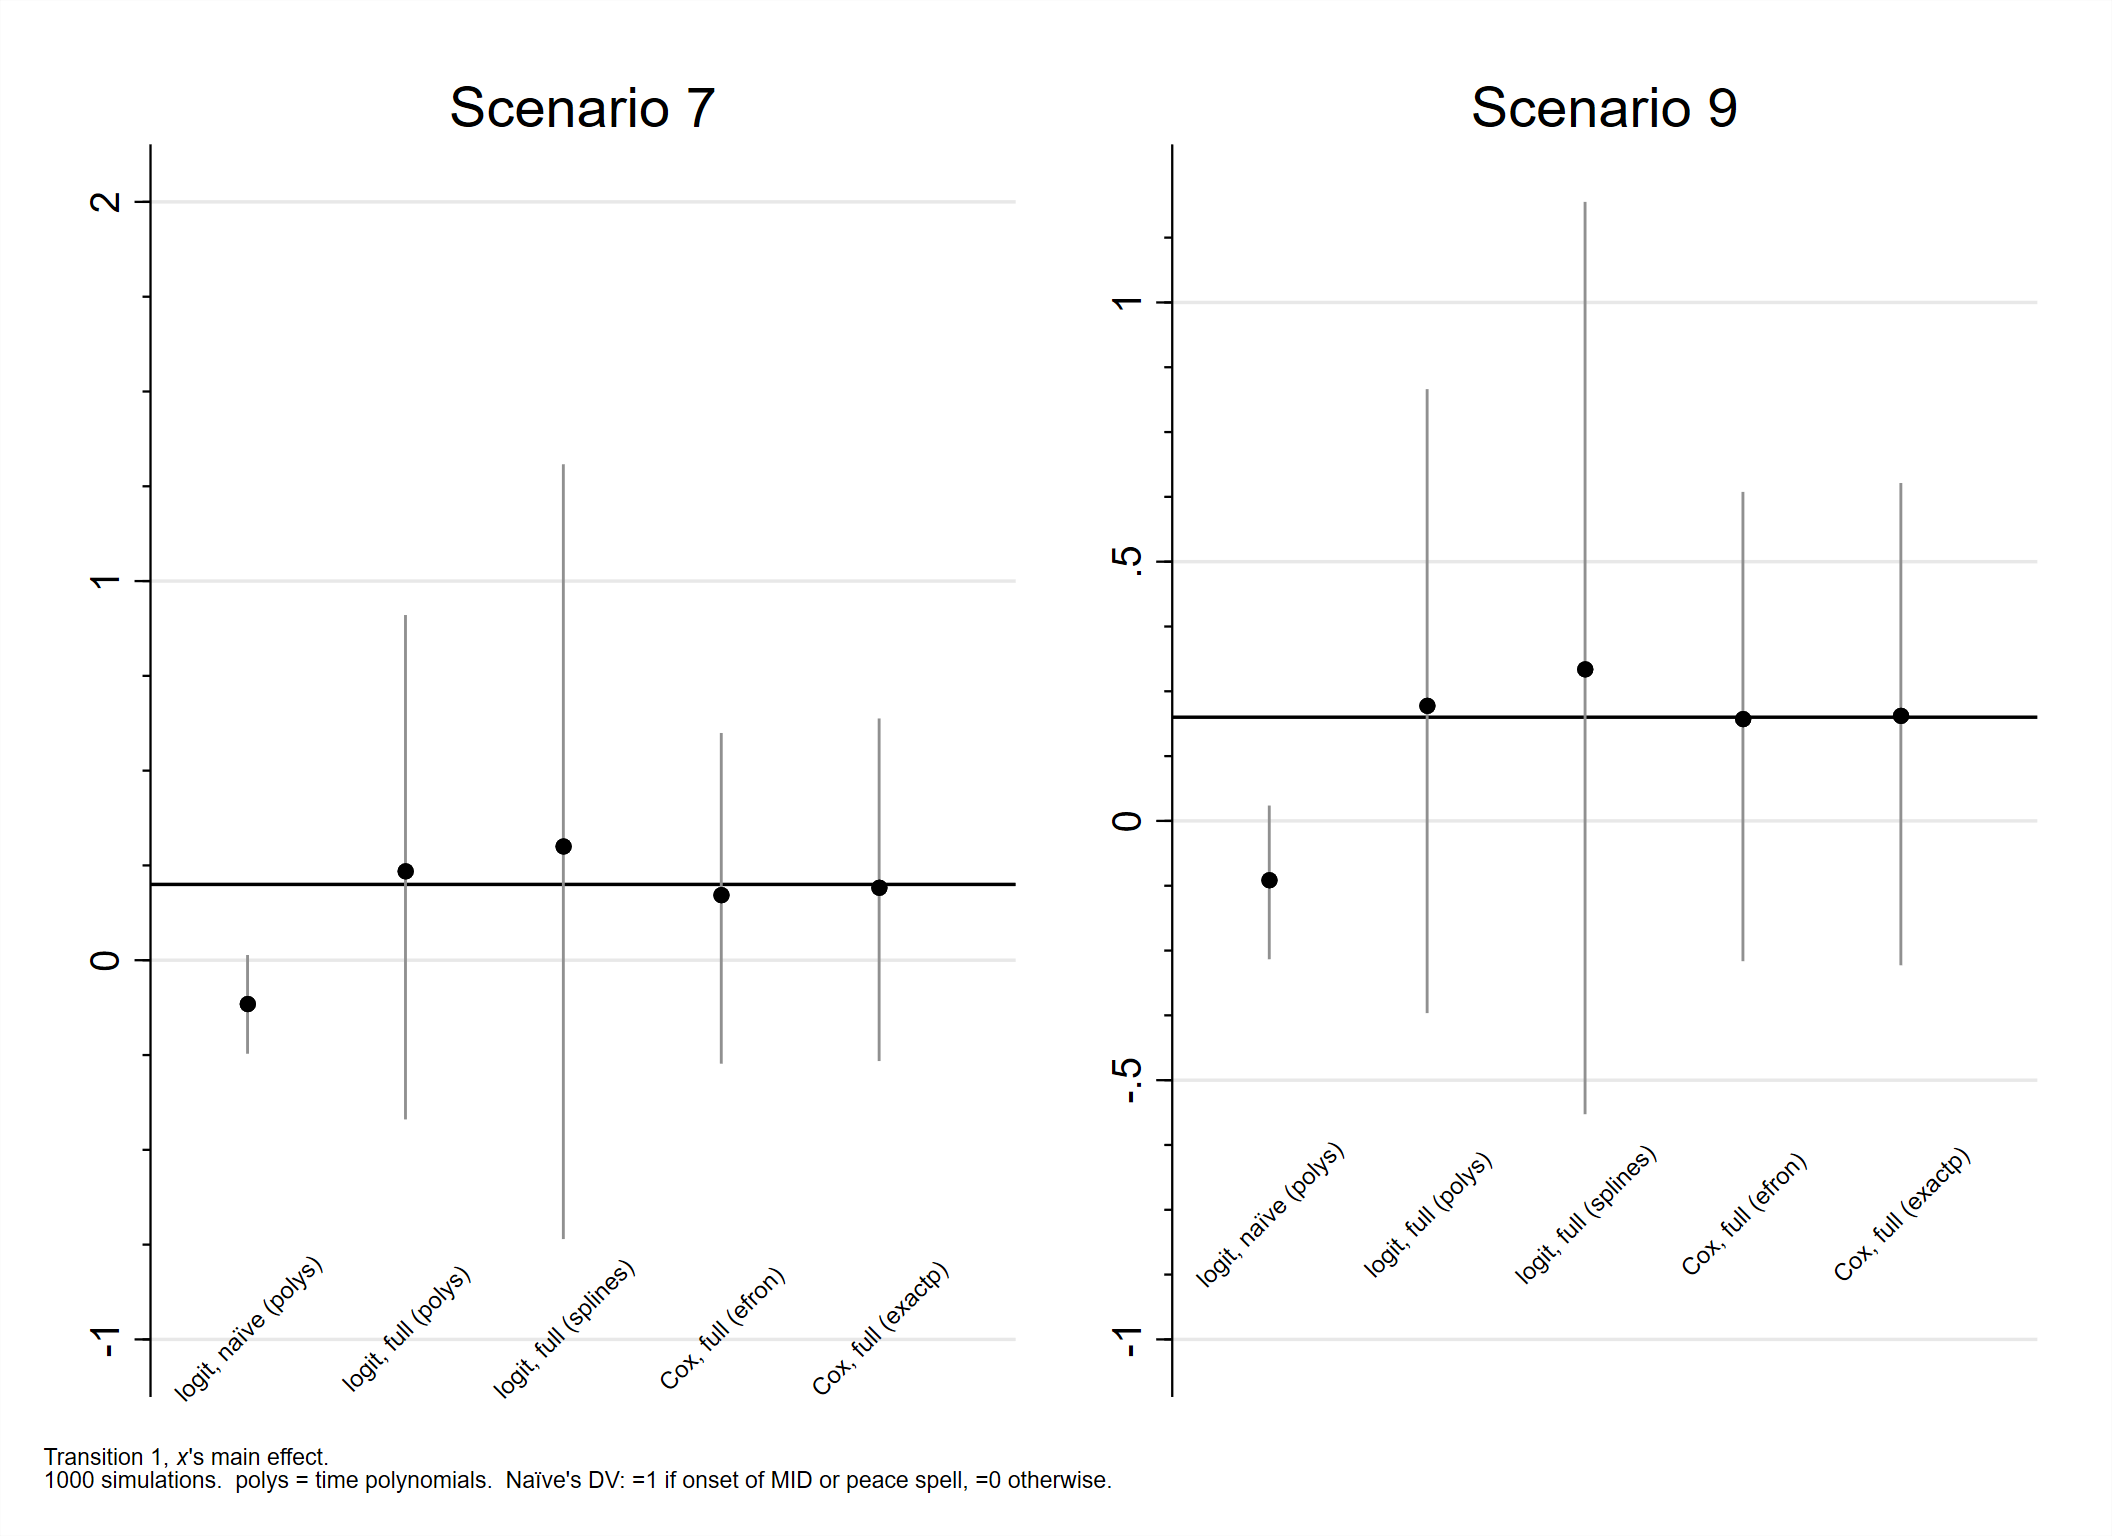 Scenario 7
2
1
0
-1
logit, naïve (polys)
logit, full (polys)
logit, full (splines)
Cox, full (efron)
Cox, full (exactp)
Scenario 9
1
.5
0
-.5
-1
logit, naïve (polys)
logit, full (polys)
logit, full (splines)
Cox, full (efron)
Cox, full (exactp)
Transition 1, x's main effect.
1000 simulations.  polys = time polynomials.  Naïve's DV: =1 if onset of MID or peace spell, =0 otherwise.